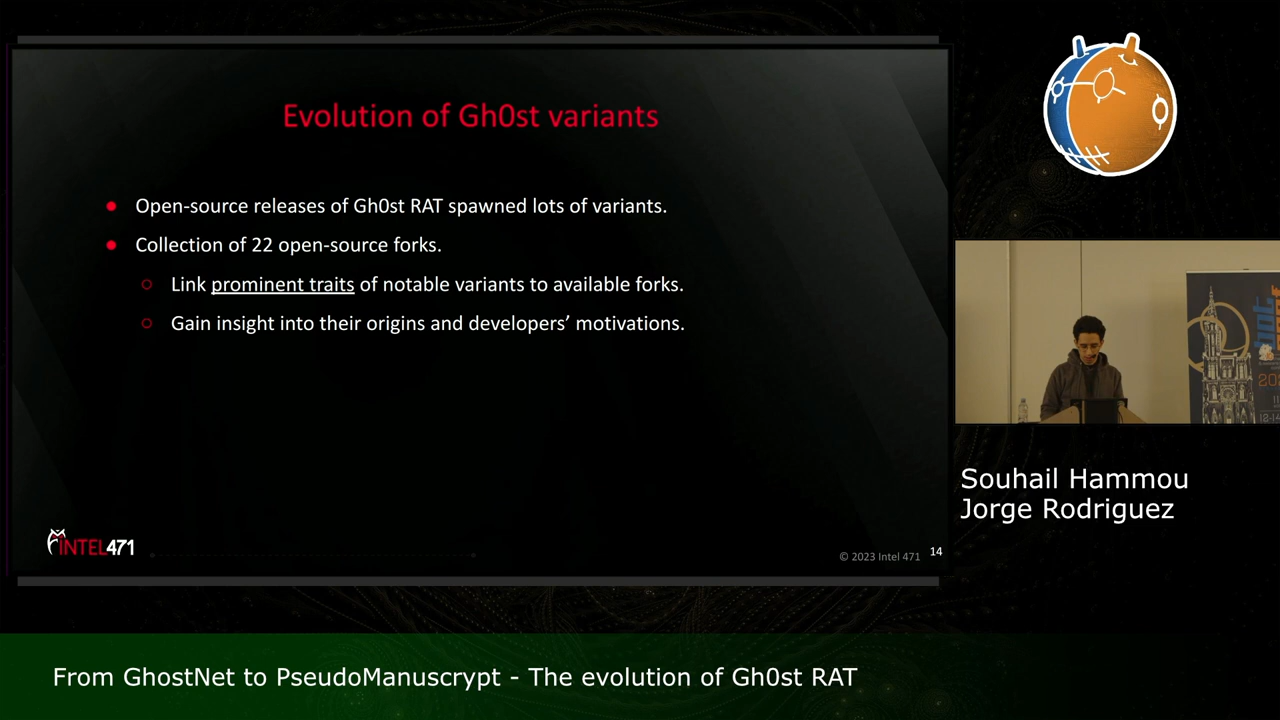 Evolution of Gh0st variants
Open-source releases of Gh0st RAT spawned lots of variants.
Collection of 22 open-source forks.
Link prominent traits of notable variants to available forks.
Gain insight into their origins and developers’ motivations.
INTEL471
© 2023 Intel 471
14
Souhail Hammou
Jorge Rodriguez
From GhostNet to PseudoManuscrypt - The evolution of Gh0st RAT